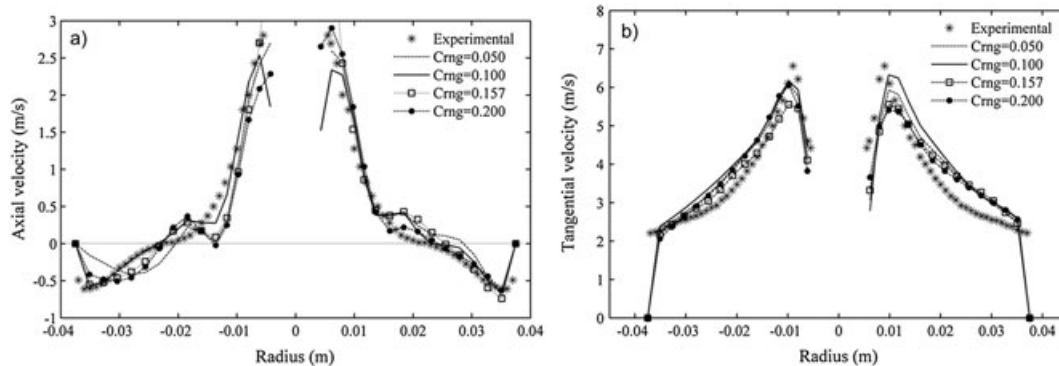 a)
Experimental
Crng=0.050
Crng=0.100
Crng=0.157
Crng=0.200
Axial velocity (m/s)
3
2.5
2
1.5
1
0.5
0
-0.5
-1
-0.04 -0.03 -0.02 -0.01 0 0.01 0.02 0.03 0.04
Radius (m)
b)
Experimental
Crng=0.050
Crng=0.100
Crng=0.157
Crng=0.200
Tangential velocity (m/s)
8
7
6
5
4
3
2
1
0
-0.04 -0.03 -0.02 -0.01 0 0.01 0.02 0.03 0.04
Radius (m)